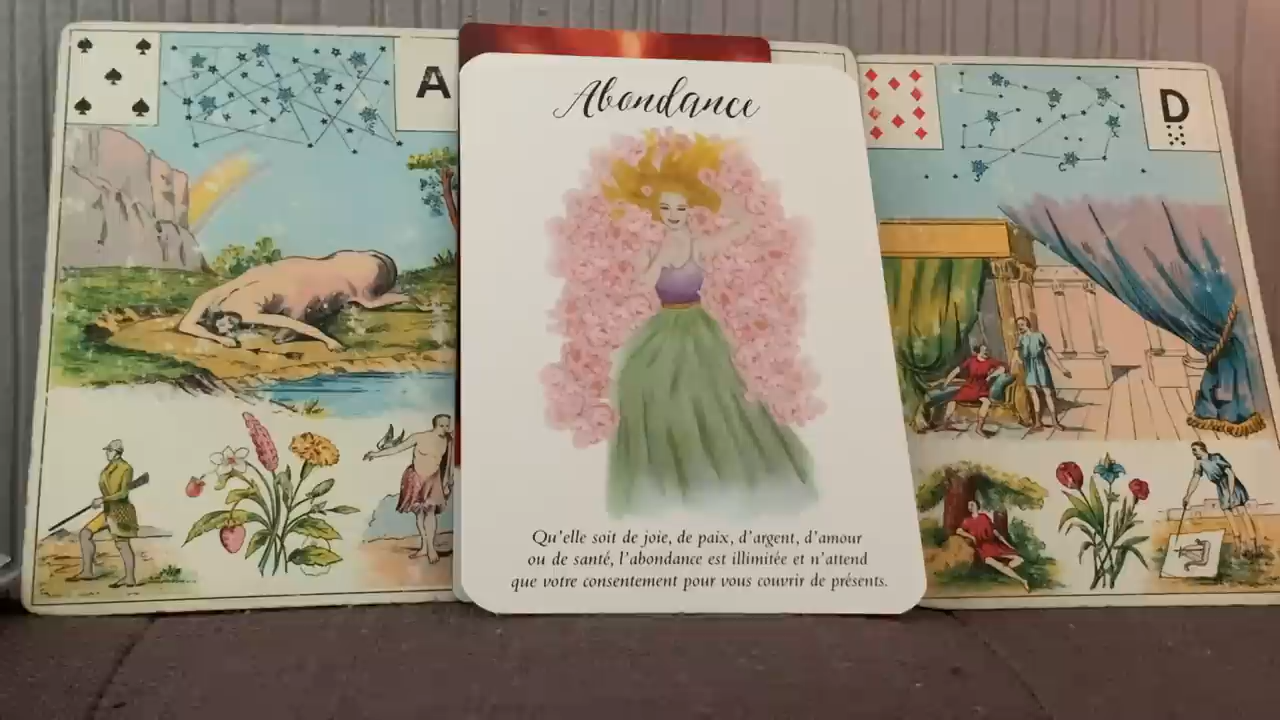 A
Abondance
D
Qu'elle soit de joie, de paix, d'argent, d'amour
ou de santé, l'abondance est illimitée et n'attend
que votre consentement pour vous couvrir de présents.